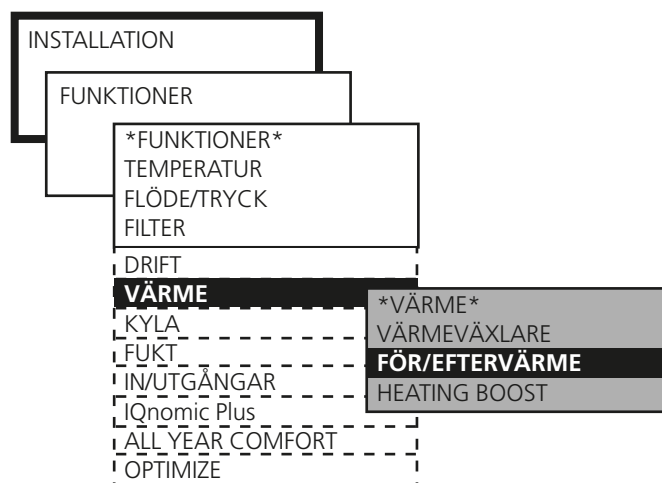 INSTALLATION
FUNKTIONER
*FUNKTIONER*
TEMPERATUR
FLÖDE/TRYCK
FILTER
DRIFT
VÄRME
KYLA
FUKT
IN/UTGÅNGAR
IQnomic Plus
ALL YEAR COMFORT
OPTIMIZE
*VÄRME*
VÄRMEVÄXLARE
FÖR/EFTERVÄRME
HEATING BOOST